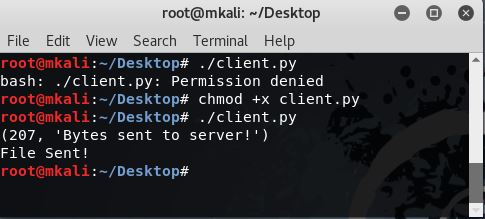 root@mkali: ~/Desktop
File Edit View Search Terminal Help
root@mkali:~/Desktop# ./client.py
bash: ./client.py: Permission denied
root@mkali:~/Desktop# chmod +x client.py
root@mkali:~/Desktop# ./client.py
(207, 'Bytes sent to server!')
File Sent!
root@mkali:~/Desktop#